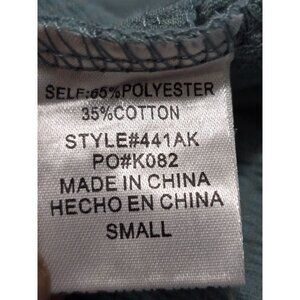 SELF:65%POLYESTER
35%COTTON
STYLE#441AK
PO#K082
MADE IN CHINA
HECHO EN CHINA
SMALL